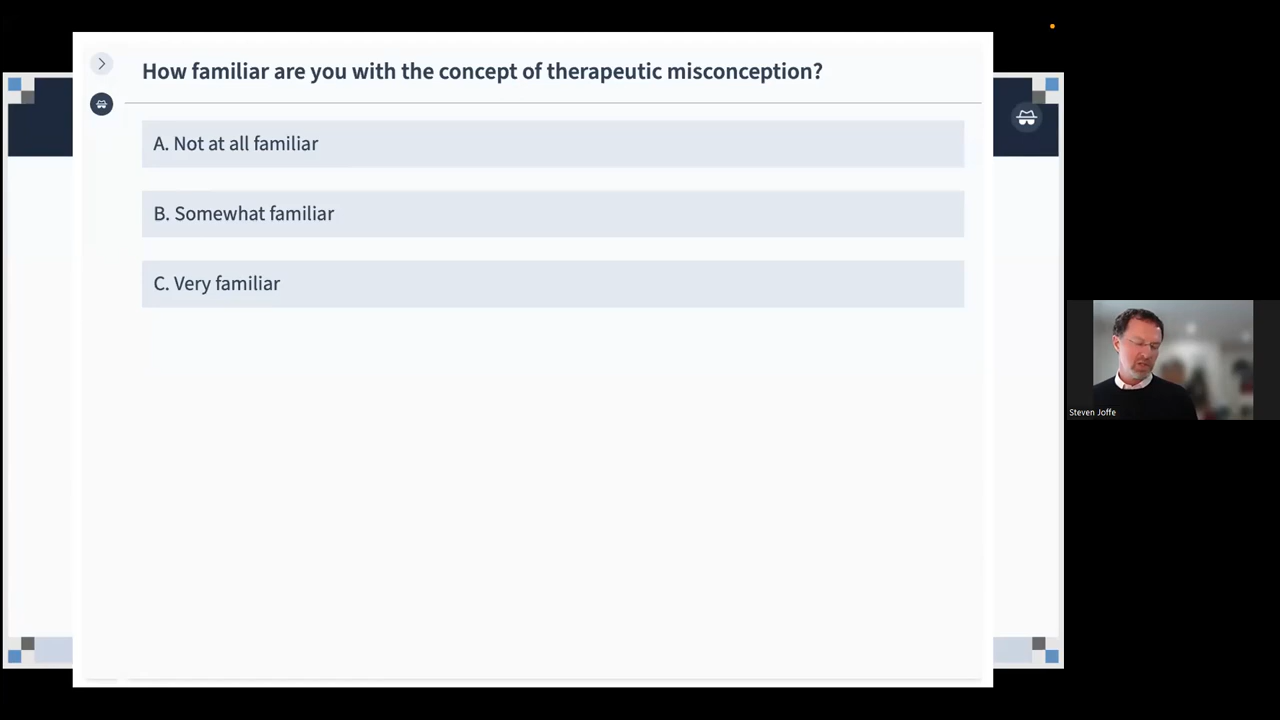 How familiar are you with the concept of therapeutic misconception?
A. Not at all familiar
B. Somewhat familiar
C. Very familiar
Steven Joffe